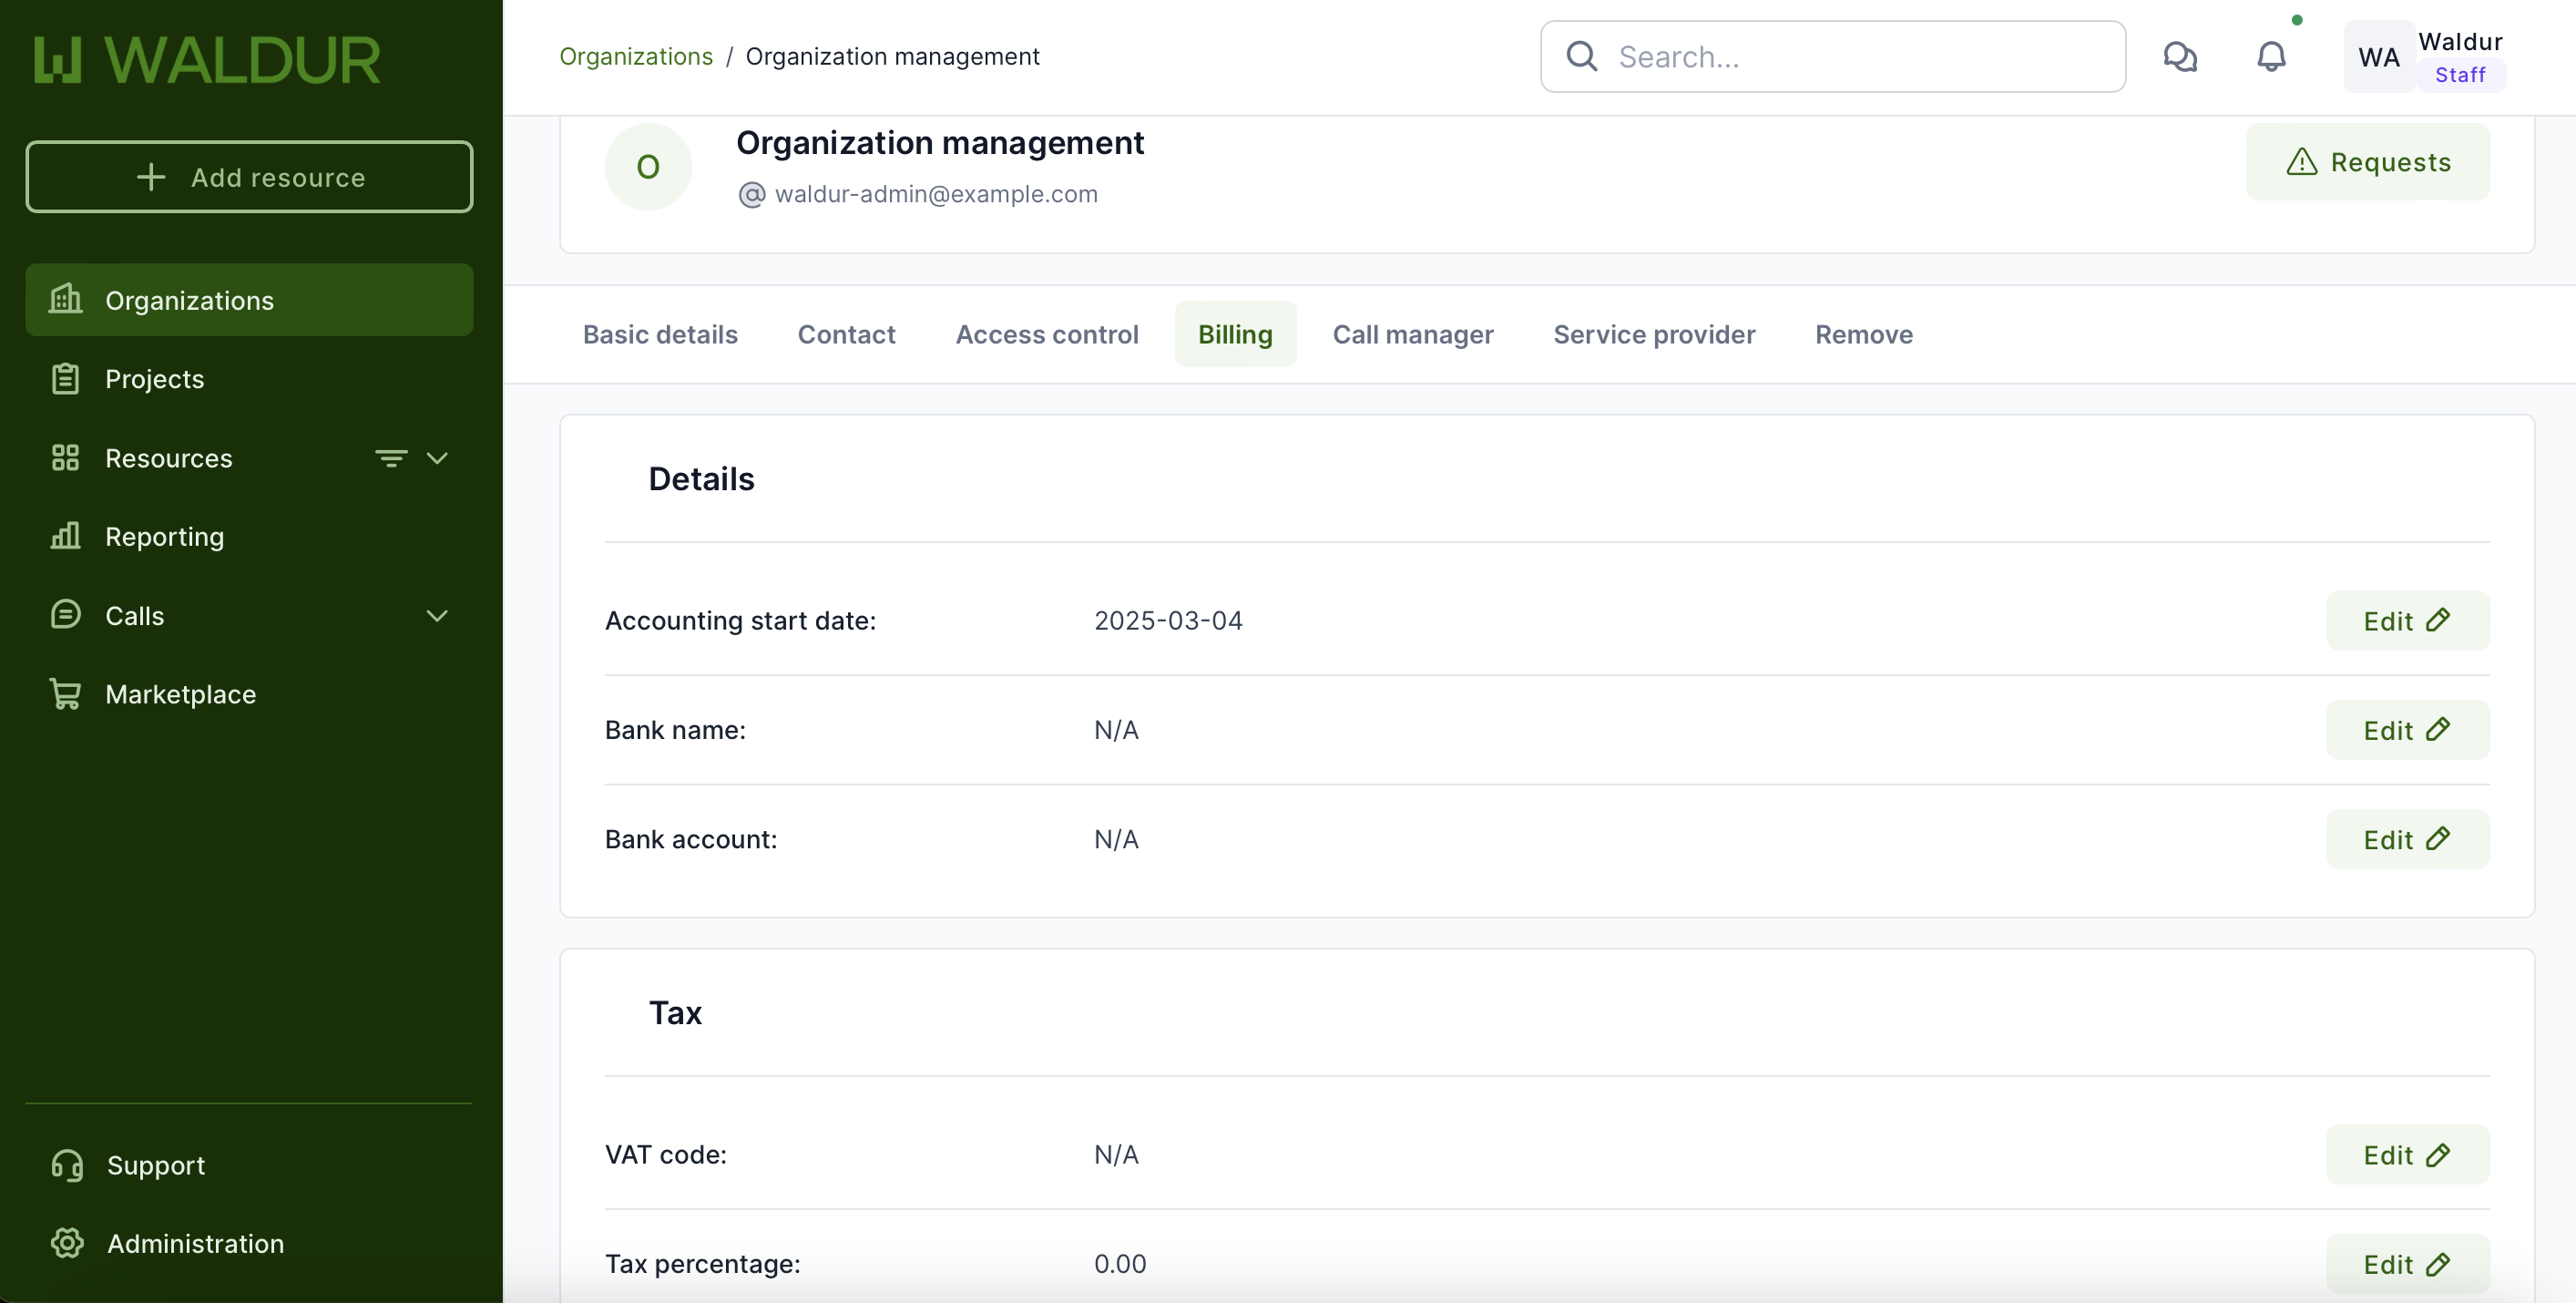 WALDUR
Add resource
Organizations
Projects
Resources
Reporting
Calls
Marketplace
Support
Administration
Organizations / Organization management
Search...
WA
Waldur
Staff
O
Organization management
waldur-admin@example.com
Requests
Basic details
Contact
Access control
Billing
Call manager
Service provider
Remove
Details
Accounting start date: 2025-03-04 Edit
Bank name: N/A Edit
Bank account: N/A Edit
Tax
VAT code: N/A Edit
Tax percentage: 0.00 Edit